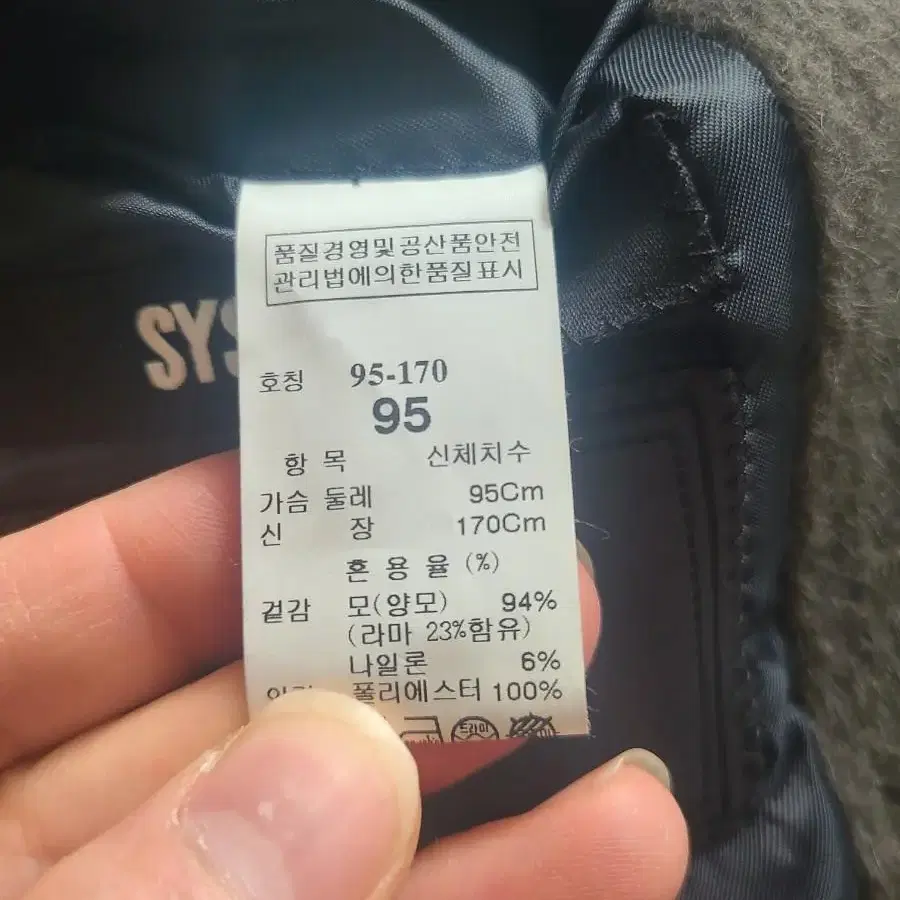 품질경영및공산품안전
관리법에의한품질표시
SYS
호칭 95-170
95
항 목 신체치수
가슴 둘레 95Cm
신 장 170Cm
혼 용 율 (%)
겉감 모(양모) 94%
(라마 23%함유)
나일론 6%
폴리에스터 100%
드라이